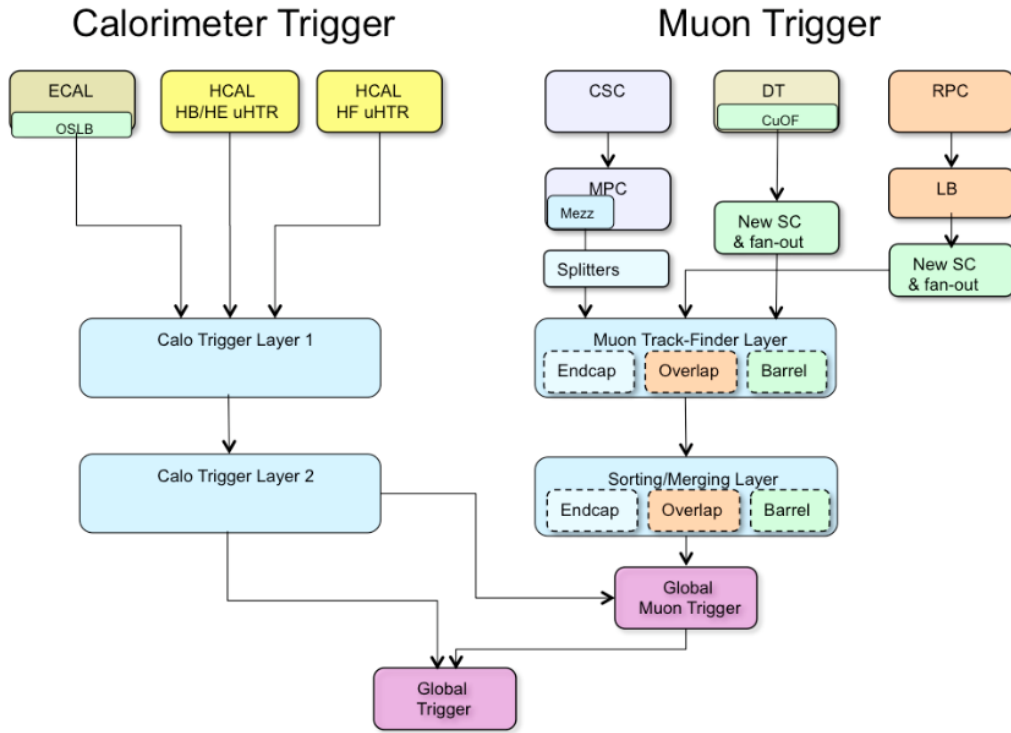 Calorimeter Trigger
Muon Trigger
ECAL
OSLB
HCAL
HB/HE uHTR
HCAL
HF uHTR
CSC
DT
CuOF
RPC
MPC
Mezz
LB
New SC
& fan-out
Splitters
New SC
& fan-out
Calo Trigger Layer 1
Muon Track-Finder Layer
Endcap
Overlap
Barrel
Calo Trigger Layer 2
Sorting/Merging Layer
Endcap
Overlap
Barrel
Global
Muon Trigger
Global
Trigger